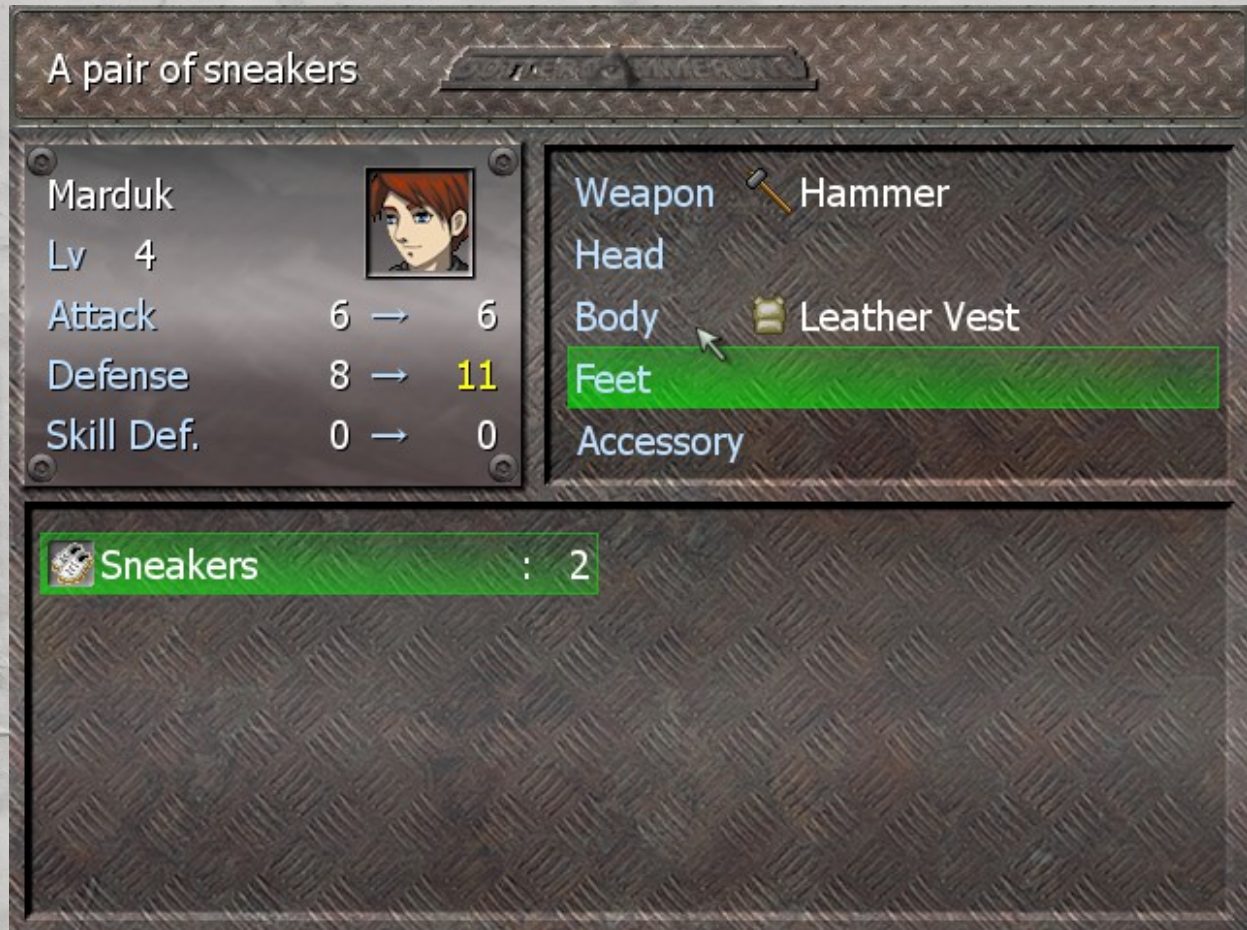 A pair of sneakers
Marduk
Lv 4
Attack 6 → 6
Defense 8 → 11
Skill Def. 0 → 0
Weapon Hammer
Head
Body Leather Vest
Feet
Accessory
Sneakers : 2